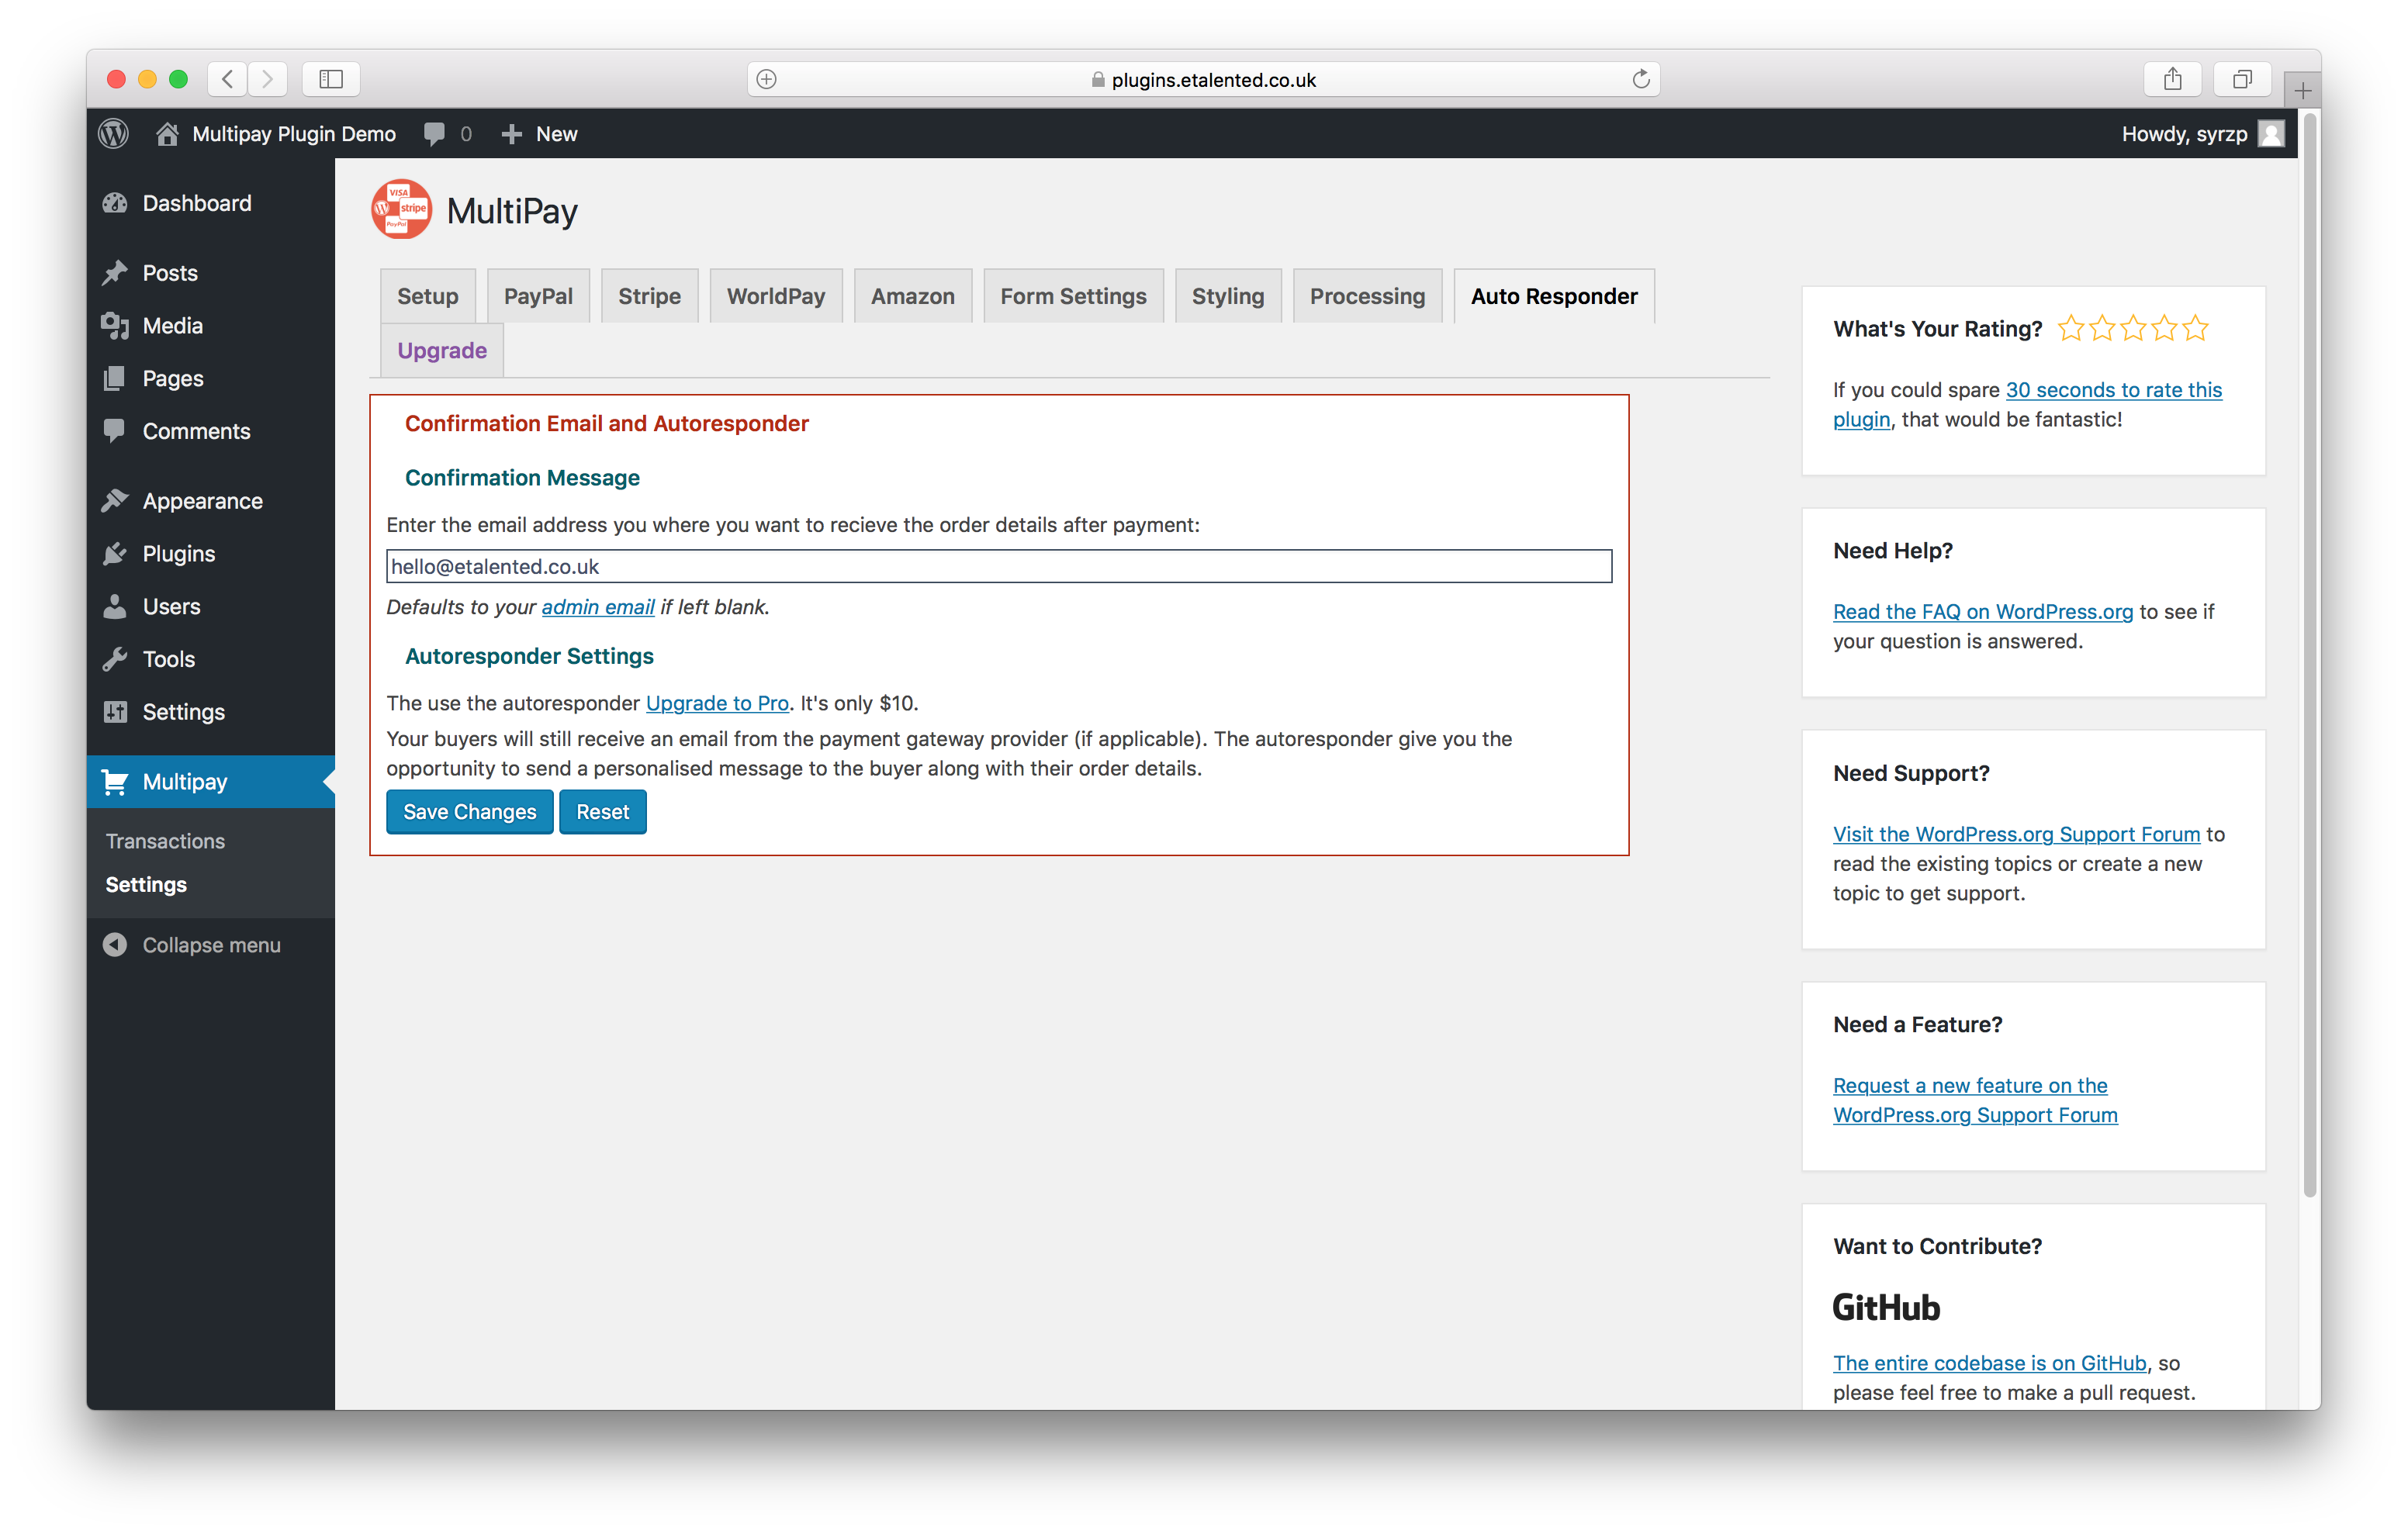 plugins.etalented.co.uk
Multipay Plugin Demo 0 New Howdy, syrzp
Dashboard
Posts
Media
Pages
Comments
Appearance
Plugins
Users
Tools
Settings
Multipay
Transactions
Settings
Collapse menu
VISA
stripe
PayPal
MultiPay
Setup PayPal Stripe WorldPay Amazon Form Settings Styling Processing Auto Responder
Upgrade
Confirmation Email and Autoresponder
Confirmation Message
Enter the email address you where you want to recieve the order details after payment:
hello@etalented.co.uk
Defaults to your admin email if left blank.
Autoresponder Settings
The use the autoresponder Upgrade to Pro. It's only $10.
Your buyers will still receive an email from the payment gateway provider (if applicable). The autoresponder give you the
opportunity to send a personalised message to the buyer along with their order details.
Save Changes Reset
What's Your Rating?
If you could spare 30 seconds to rate this
plugin, that would be fantastic!
Need Help?
Read the FAQ on WordPress.org to see if
your question is answered.
Need Support?
Visit the WordPress.org Support Forum to
read the existing topics or create a new
topic to get support.
Need a Feature?
Request a new feature on the
WordPress.org Support Forum
Want to Contribute?
GitHub
The entire codebase is on GitHub, so
please feel free to make a pull request.